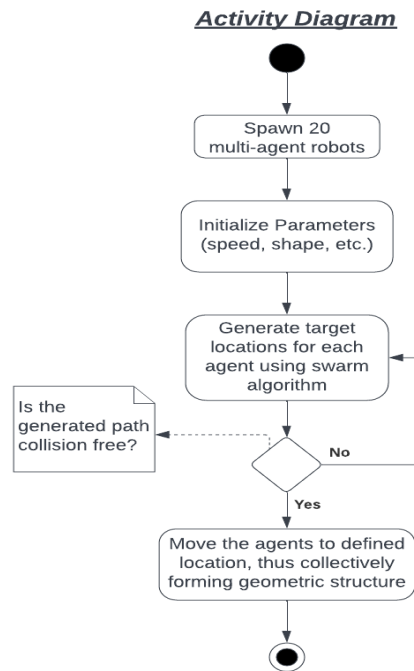 Activity Diagram
Spawn 20
multi-agent robots
Initialize Parameters
(speed, shape, etc.)
Generate target
locations for each
agent using swarm
algorithm
Is the
generated path
collision free?
No
Yes
Move the agents to defined
location, thus collectively
forming geometric structure